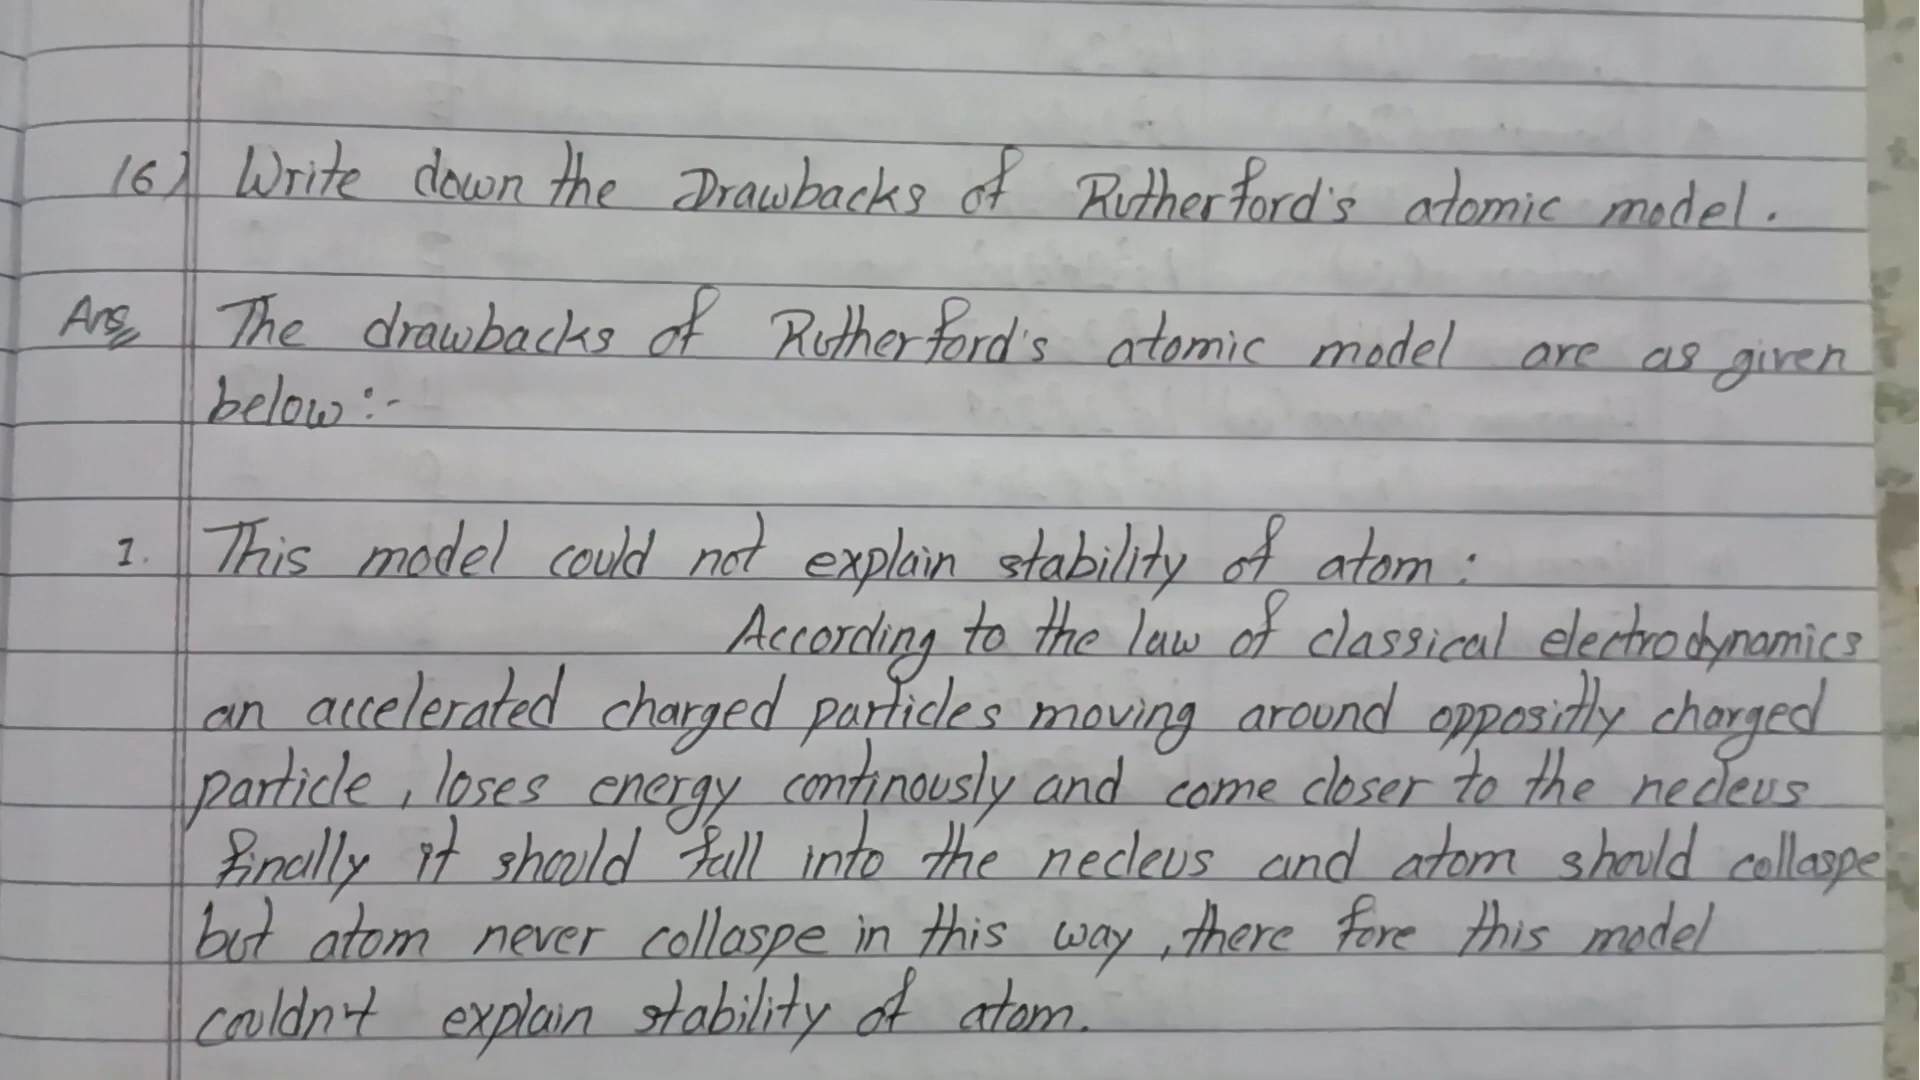 16) Write down the Drawbacks of Rutherford's atomic model.
Ans The drawbacks of Rutherford's atomic model are as given
below:-
1. This model could not explain stability of atom:
According to the law of classical electrodynamics
an accelerated charged particles moving around oppositly charged
particle, loses energy continously and come closer to the necleus
finally it should fall into the necleus and atom should collaspe
but atom never collaspe in this way, there fore this model
couldn't explain stability of atom.